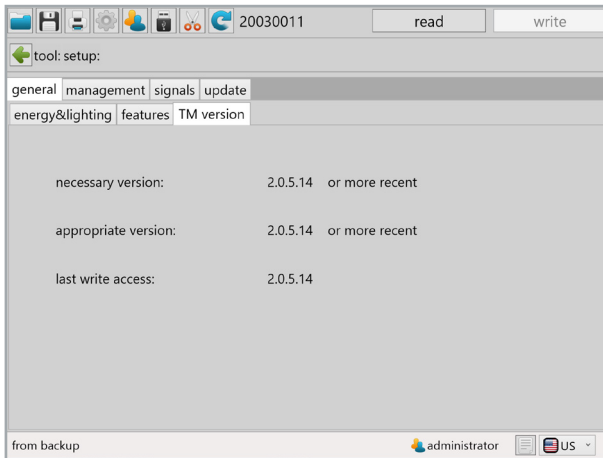 20030011 read write
tool: setup:
general management signals update
energy&lighting features TM version
necessary version: 2.0.5.14 or more recent
appropriate version: 2.0.5.14 or more recent
last write access: 2.0.5.14
from backup administrator US